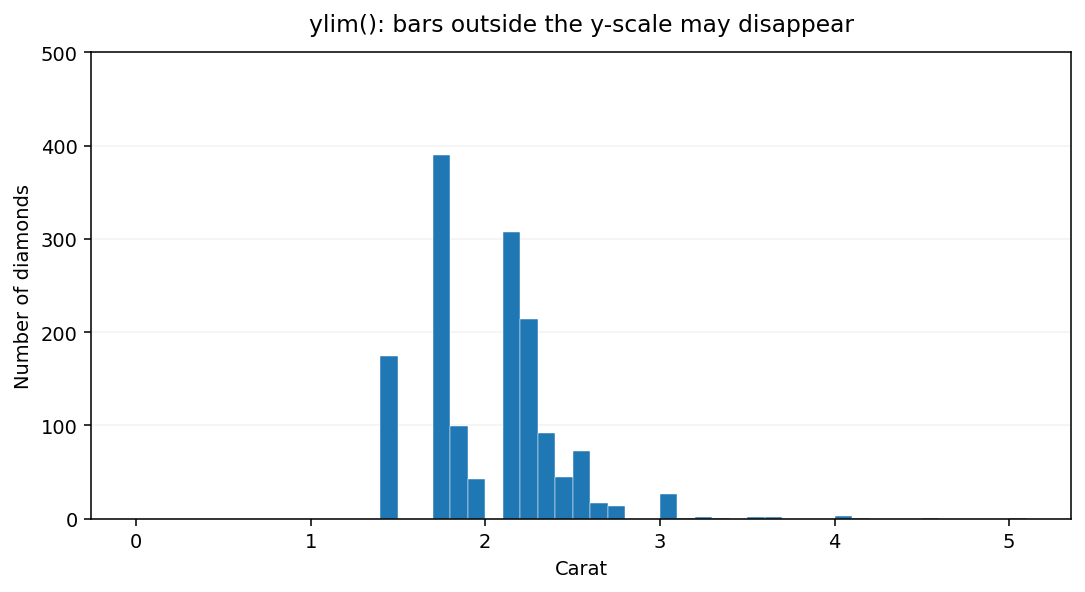 ylim(): bars outside the y-scale may disappear
500
400
300
200
100
0
Number of diamonds
0 1 2 3 4 5
Carat